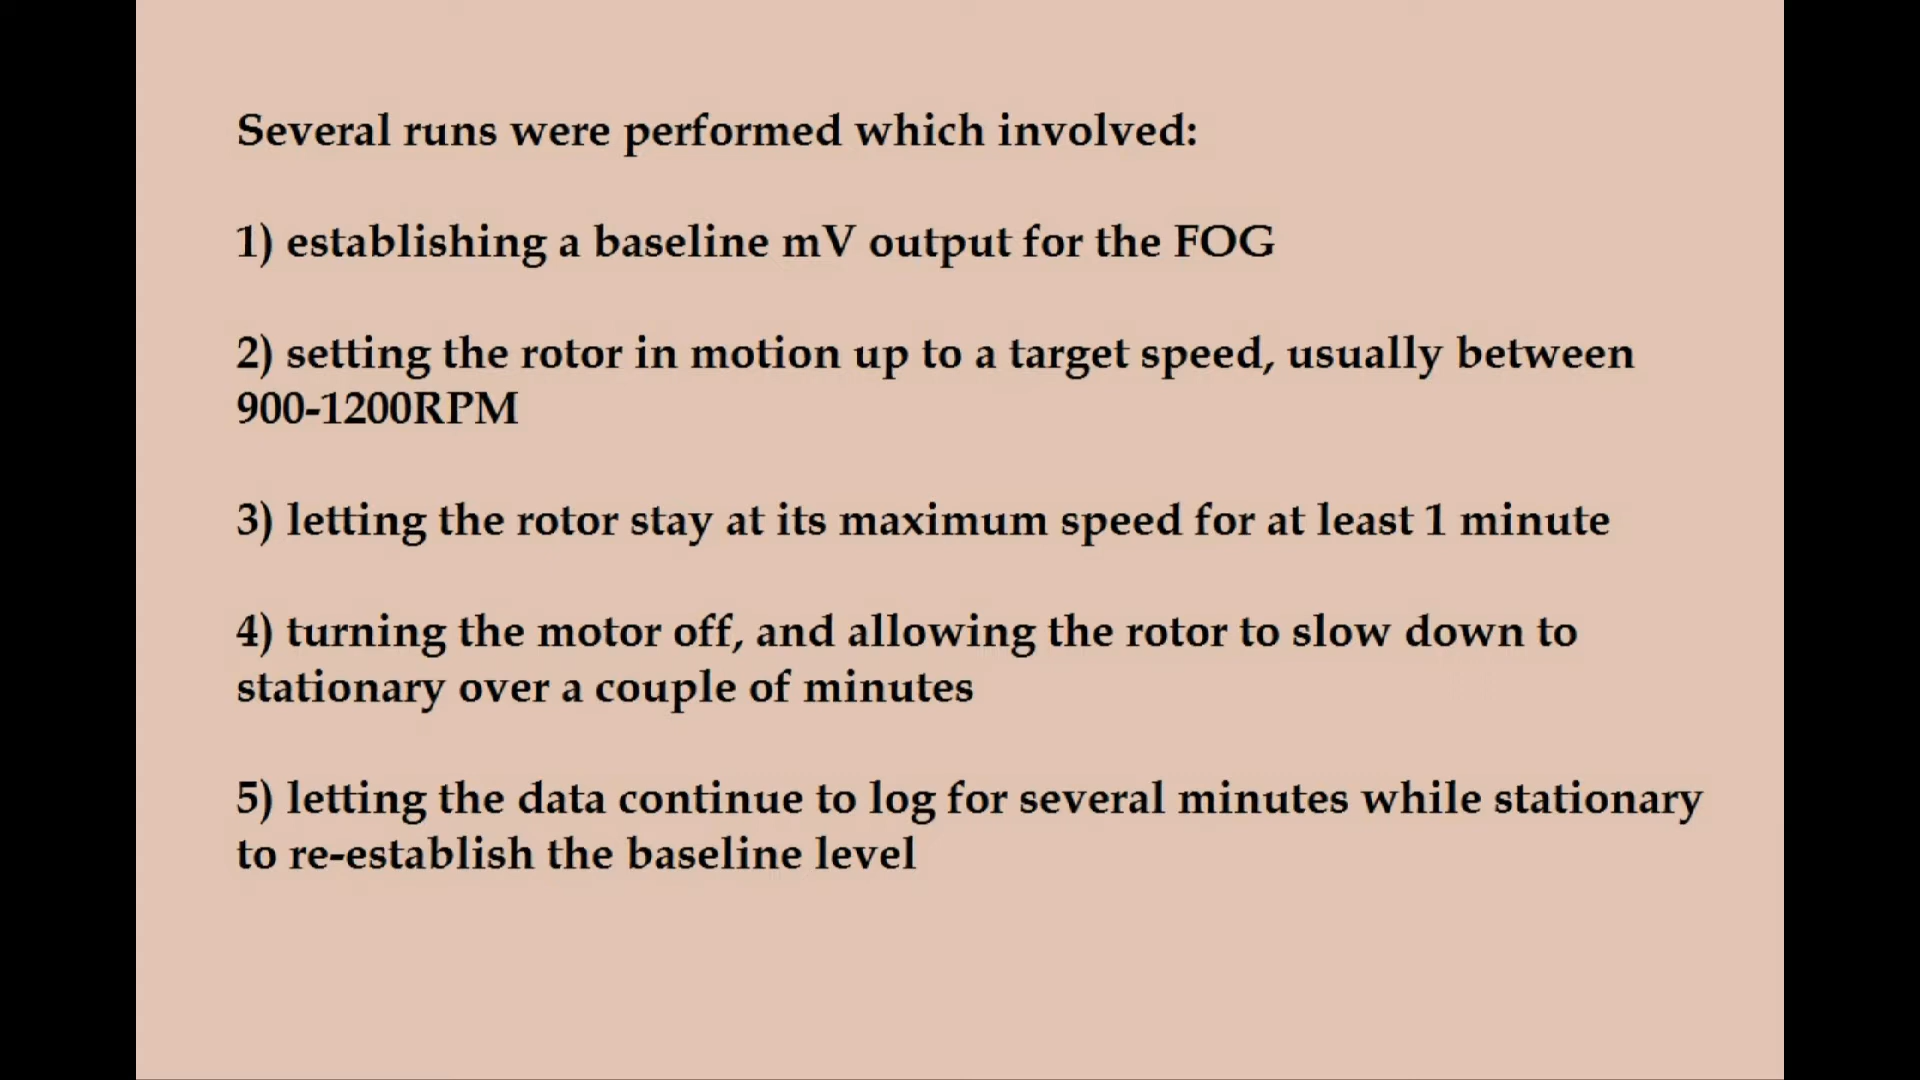 Several runs were performed which involved:
1) establishing a baseline mV output for the FOG
2) setting the rotor in motion up to a target speed, usually between
900-1200RPM
3) letting the rotor stay at its maximum speed for at least 1 minute
4) turning the motor off, and allowing the rotor to slow down to
stationary over a couple of minutes
5) letting the data continue to log for several minutes while stationary
to re-establish the baseline level